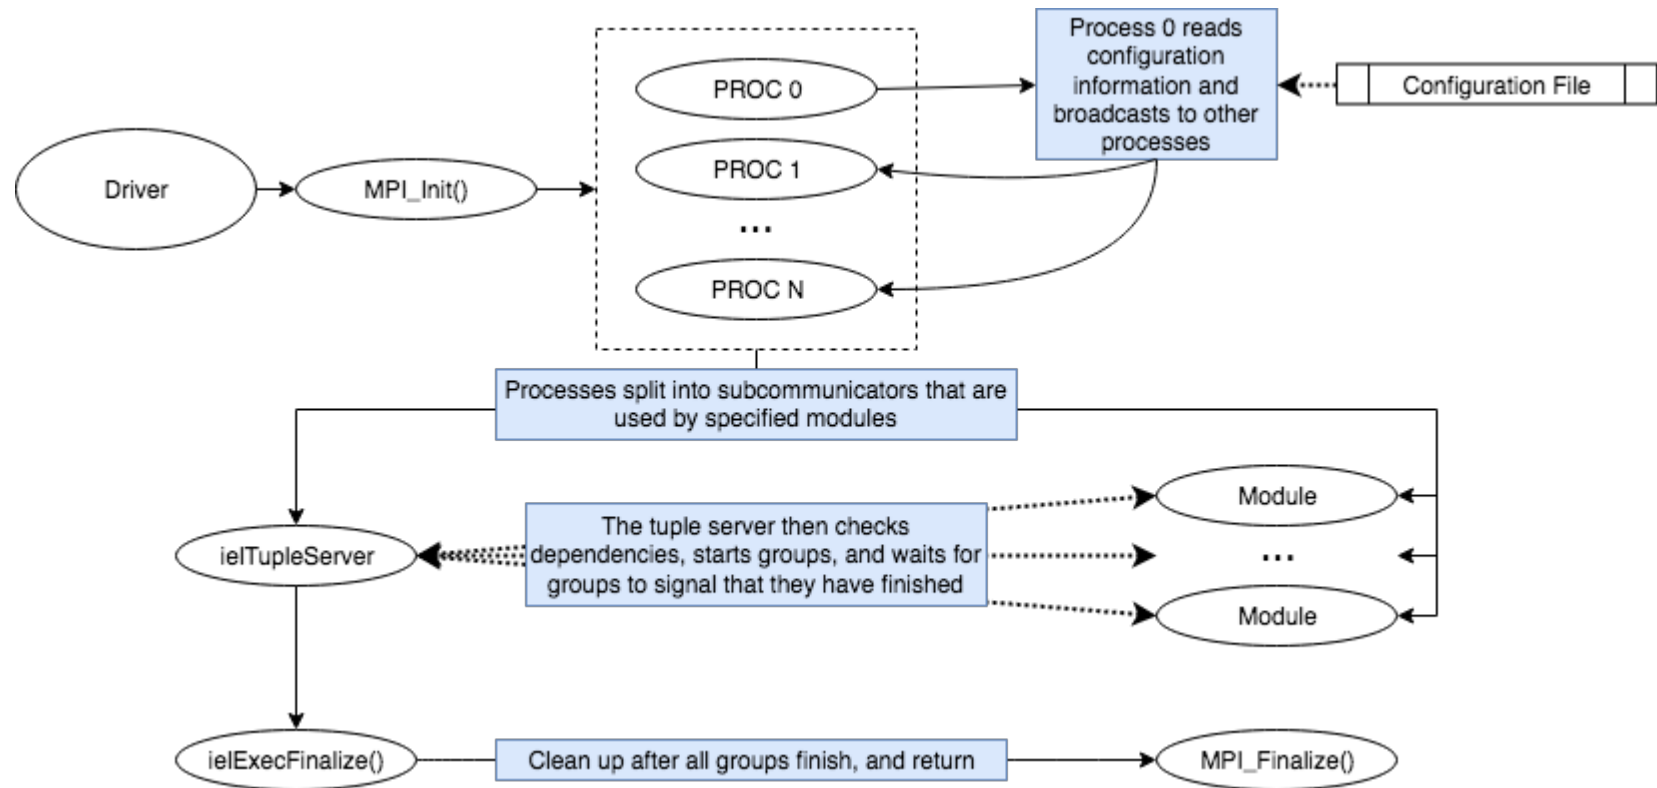 Process 0 reads
configuration
information and
broadcasts to other
processes
Configuration File
PROC 0
PROC 1
...
PROC N
Driver
MPI_Init()
Processes split into subcommunicators that are
used by specified modules
Module
...
Module
The tuple server then checks
dependencies, starts groups, and waits for
groups to signal that they have finished
ielTupleServer
ielExecFinalize()
Clean up after all groups finish, and return
MPI_Finalize()